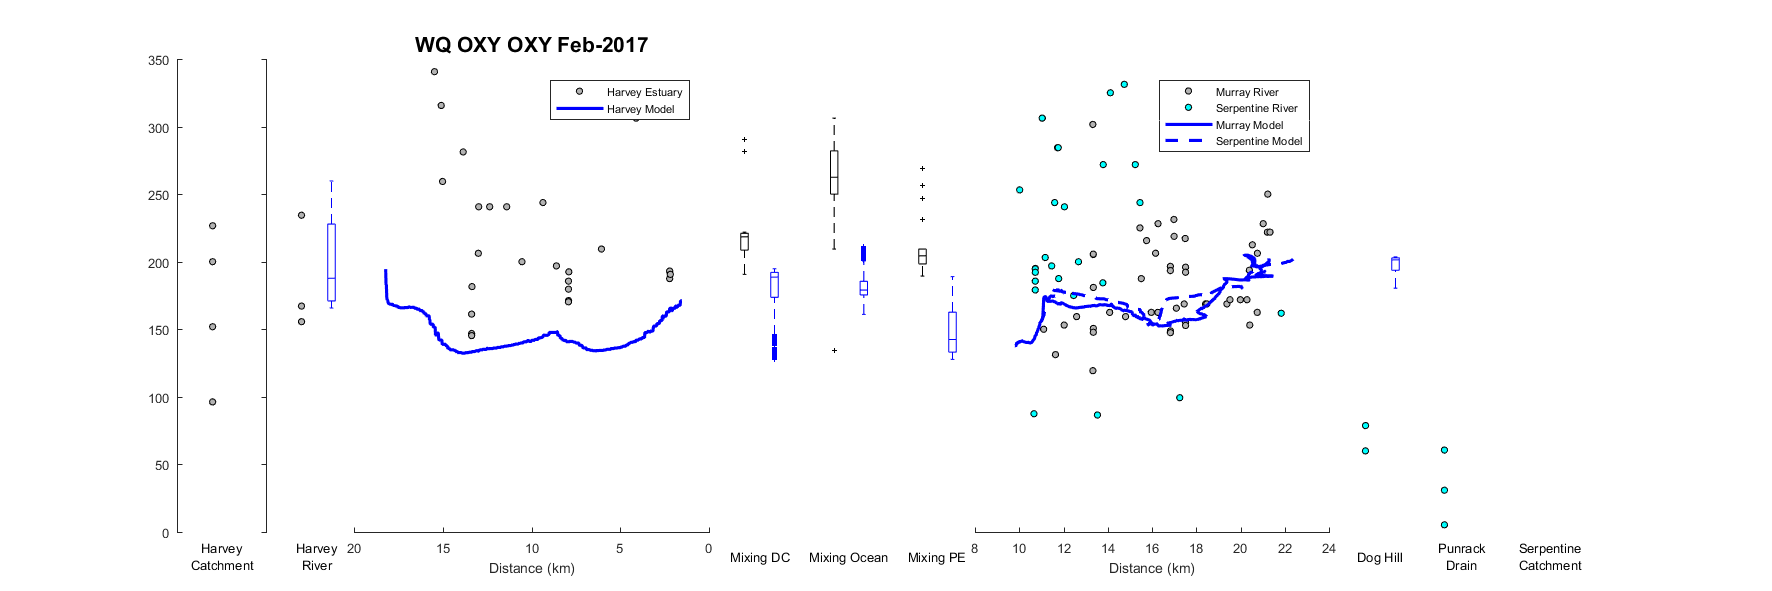 WQ OXY OXY Feb-2017
350
300
250
200
150
100
50
0
Harvey Estuary
Harvey Model
Murray River
Serpentine River
Murray Model
Serpentine Model
Harvey
Catchment
Harvey
River
20 15 10 5 0
Distance (km)
Mixing DC
Mixing Ocean
Mixing PE
8 10 12 14 16 18 20 22 24
Distance (km)
Dog Hill
Punrack
Drain
Serpentine
Catchment